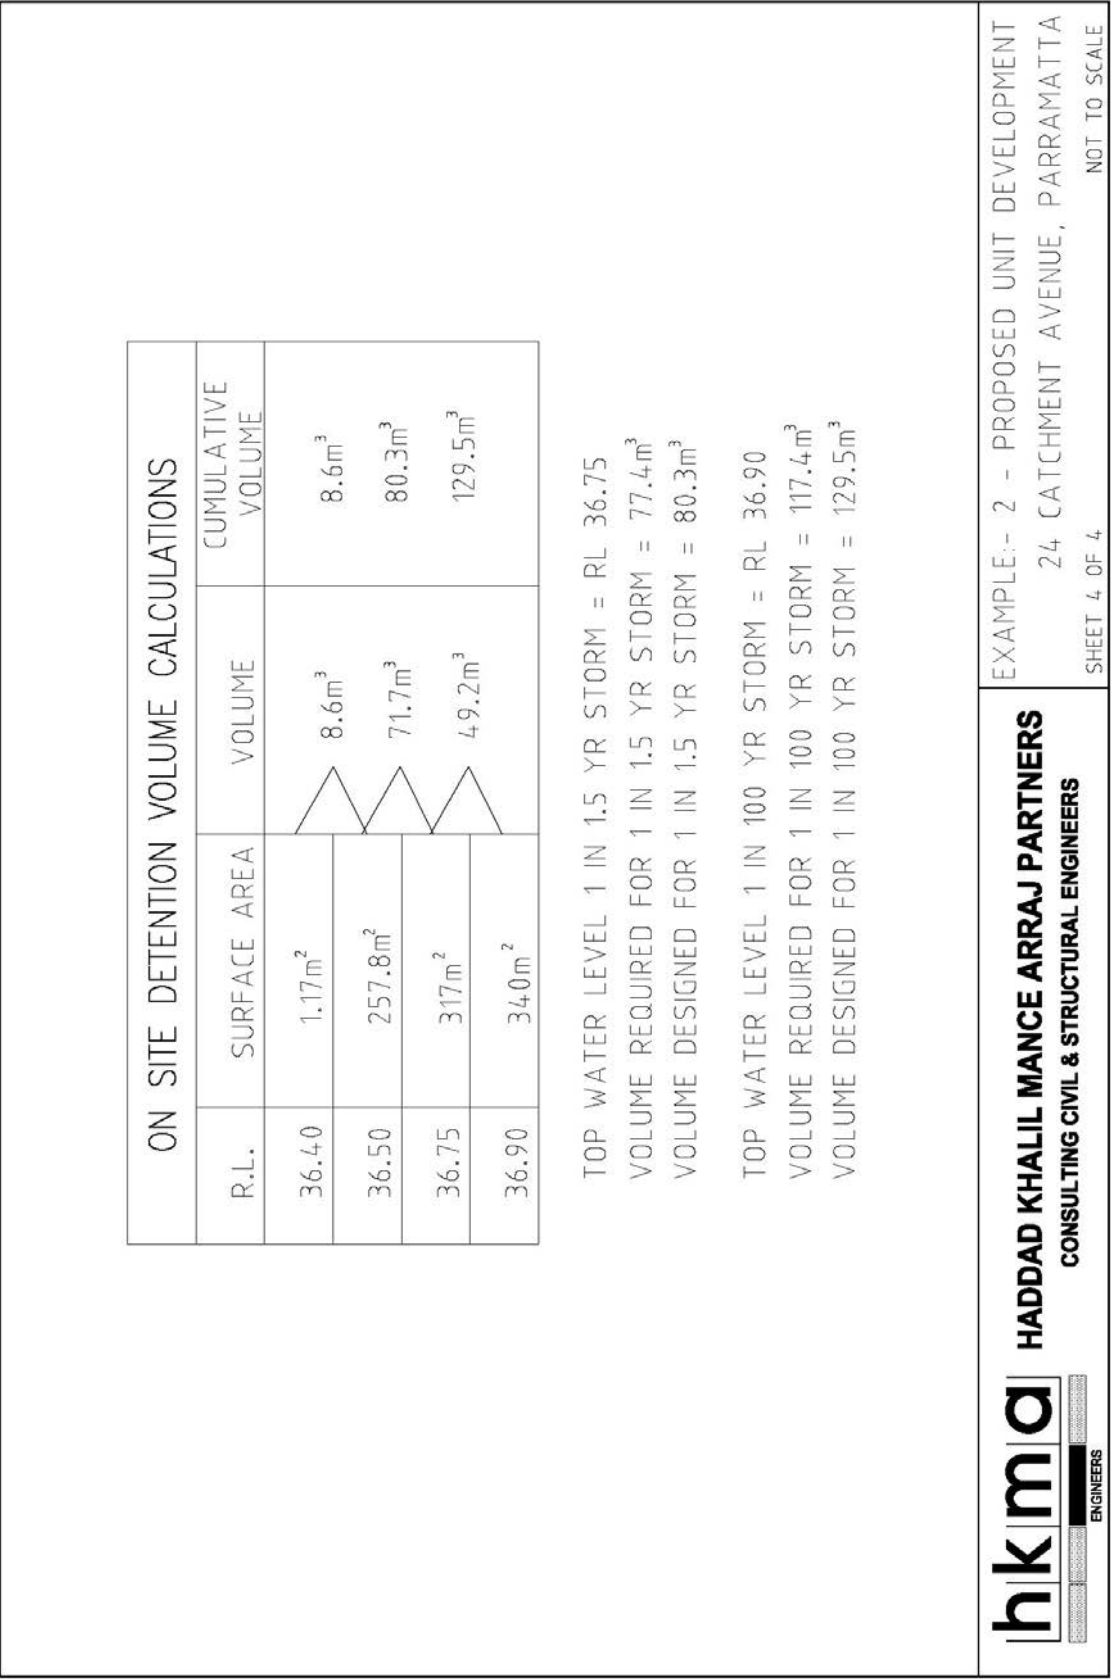 ON SITE DETENTION VOLUME CALCULATIONS
R.L. SURFACE AREA VOLUME CUMULATIVE VOLUME
36.40 1.17m²
8.6m³ 8.6m³
36.50 257.8m²
71.7m³ 80.3m³
36.75 317m²
49.2m³ 129.5m³
36.90 340m²
TOP WATER LEVEL 1 IN 1.5 YR STORM = RL 36.75
VOLUME REQUIRED FOR 1 IN 1.5 YR STORM = 77.4m³
VOLUME DESIGNED FOR 1 IN 1.5 YR STORM = 80.3m³
TOP WATER LEVEL 1 IN 100 YR STORM = RL 36.90
VOLUME REQUIRED FOR 1 IN 100 YR STORM = 117.4m³
VOLUME DESIGNED FOR 1 IN 100 YR STORM = 129.5m³
hkma
ENGINEERS
HADDAD KHALIL MANCE ARRAJ PARTNERS
CONSULTING CIVIL & STRUCTURAL ENGINEERS
EXAMPLE:- 2 - PROPOSED UNIT DEVELOPMENT
24 CATCHMENT AVENUE, PARRAMATTA
SHEET 4 OF 4 NOT TO SCALE